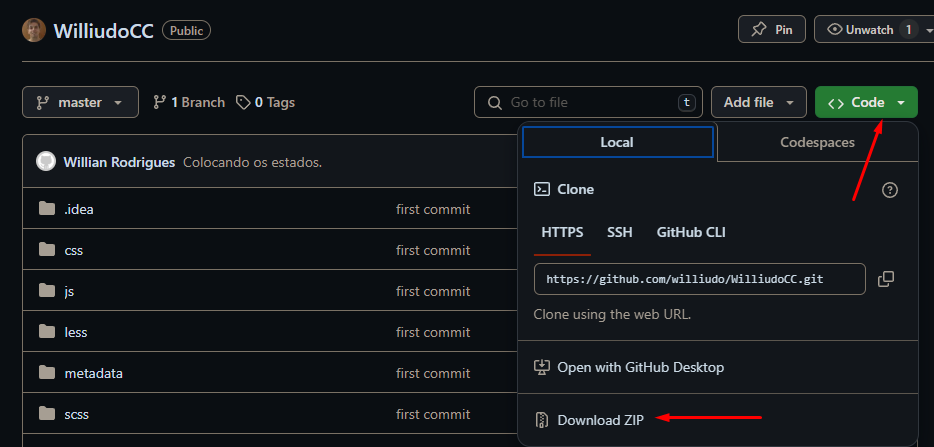 WilliudoCC Public
Pin
Unwatch 1
master
1 Branch
0 Tags
Go to file t
Add file
Code
Willian Rodrigues Colocando os estados.
Local
Codespaces
Clone
HTTPS SSH GitHub CLI
https://github.com/williudo/WilliudoCC.git
Clone using the web URL.
Open with GitHub Desktop
Download ZIP
.idea first commit
css first commit
js first commit
less first commit
metadata first commit
scss first commit